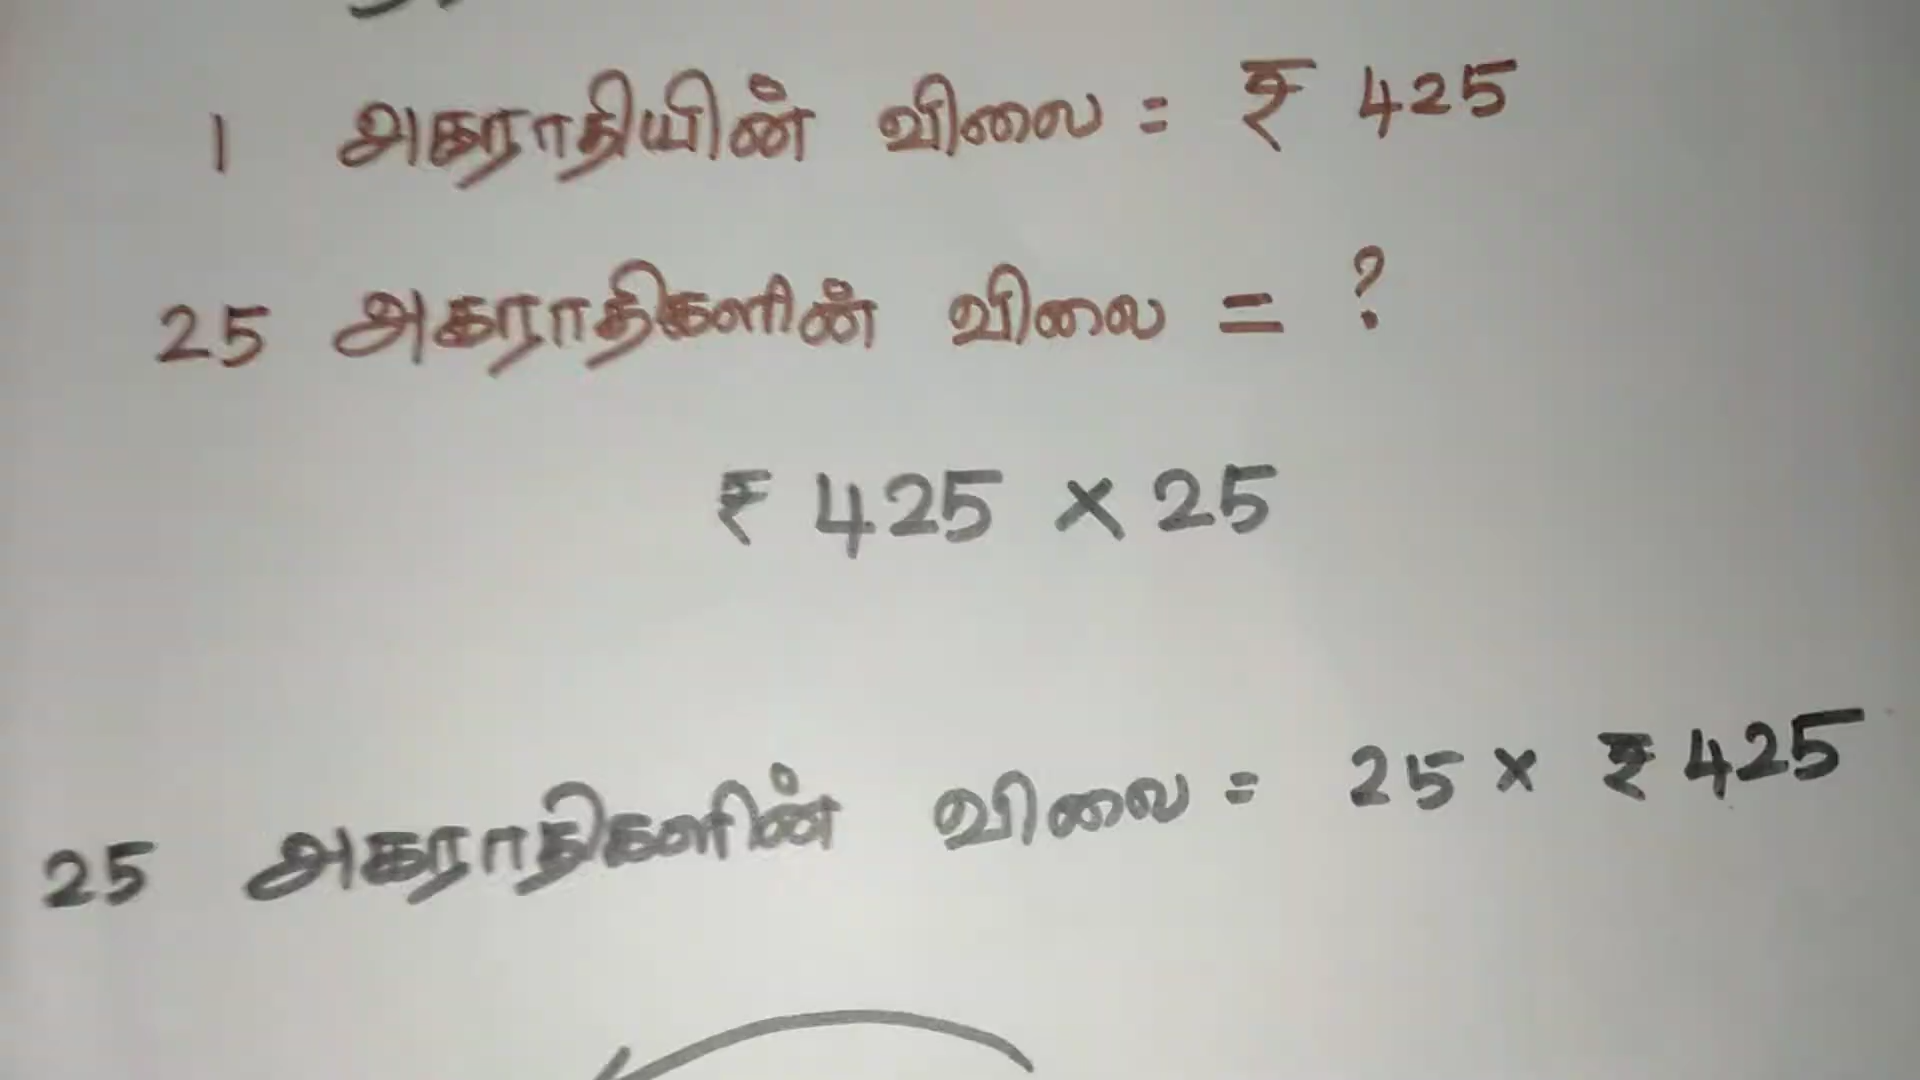 1 அகராதியின் விலை = ₹ 425
25 அகராதிகளின் விலை = ?
₹ 425 × 25
25 அகராதிகளின் விலை = 25 × ₹ 425